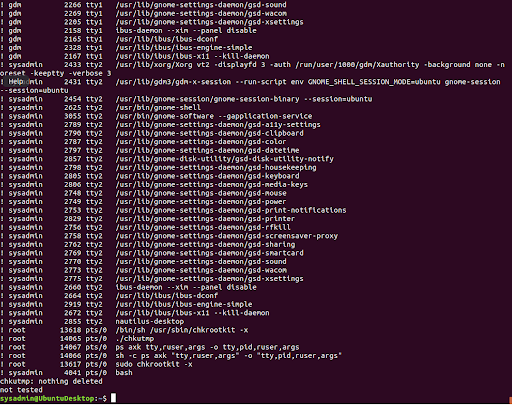 ! gdm 2266 tty1 /usr/lib/gnome-settings-daemon/gsd-sound
! gdm 2269 tty1 /usr/lib/gnome-settings-daemon/gsd-wacom
! gdm 2205 tty1 /usr/lib/gnome-settings-daemon/gsd-xsettings
! gdm 2158 tty1 ibus-daemon --xim --panel disable
! gdm 2165 tty1 /usr/lib/ibus/ibus-dconf
! gdm 2328 tty1 /usr/lib/ibus/ibus-engine-simple
! gdm 2167 tty1 /usr/lib/ibus/ibus-x11 --kill-daemon
! sysadmin 2433 tty2 /usr/lib/xorg/Xorg vt2 -displayfd 3 -auth /run/user/1000/gdm/Xauthority -background none -n
oreset -keeptty -verbose 3
! Help min 2431 tty2 /usr/lib/gdm3/gdm-x-session --run-script env GNOME_SHELL_SESSION_MODE=ubuntu gnome-session
--session=ubuntu
! sysadmin 2454 tty2 /usr/lib/gnome-session/gnome-session-binary --session=ubuntu
! sysadmin 2625 tty2 /usr/bin/gnome-shell
! sysadmin 3055 tty2 /usr/bin/gnome-software --gapplication-service
! sysadmin 2789 tty2 /usr/lib/gnome-settings-daemon/gsd-a11y-settings
! sysadmin 2790 tty2 /usr/lib/gnome-settings-daemon/gsd-clipboard
! sysadmin 2787 tty2 /usr/lib/gnome-settings-daemon/gsd-color
! sysadmin 2797 tty2 /usr/lib/gnome-settings-daemon/gsd-datetime
! sysadmin 2857 tty2 /usr/lib/gnome-disk-utility/gsd-disk-utility-notify
! sysadmin 2798 tty2 /usr/lib/gnome-settings-daemon/gsd-housekeeping
! sysadmin 2805 tty2 /usr/lib/gnome-settings-daemon/gsd-keyboard
! sysadmin 2806 tty2 /usr/lib/gnome-settings-daemon/gsd-media-keys
! sysadmin 2748 tty2 /usr/lib/gnome-settings-daemon/gsd-mouse
! sysadmin 2749 tty2 /usr/lib/gnome-settings-daemon/gsd-power
! sysadmin 2753 tty2 /usr/lib/gnome-settings-daemon/gsd-print-notifications
! sysadmin 2829 tty2 /usr/lib/gnome-settings-daemon/gsd-printer
! sysadmin 2756 tty2 /usr/lib/gnome-settings-daemon/gsd-rfkill
! sysadmin 2758 tty2 /usr/lib/gnome-settings-daemon/gsd-screensaver-proxy
! sysadmin 2762 tty2 /usr/lib/gnome-settings-daemon/gsd-sharing
! sysadmin 2769 tty2 /usr/lib/gnome-settings-daemon/gsd-smartcard
! sysadmin 2770 tty2 /usr/lib/gnome-settings-daemon/gsd-sound
! sysadmin 2773 tty2 /usr/lib/gnome-settings-daemon/gsd-wacom
! sysadmin 2775 tty2 /usr/lib/gnome-settings-daemon/gsd-xsettings
! sysadmin 2660 tty2 ibus-daemon --xim --panel disable
! sysadmin 2664 tty2 /usr/lib/ibus/ibus-dconf
! sysadmin 2919 tty2 /usr/lib/ibus/ibus-engine-simple
! sysadmin 2672 tty2 /usr/lib/ibus/ibus-x11 --kill-daemon
! sysadmin 2855 tty2 nautilus-desktop
! root 13618 pts/0 /bin/sh /usr/sbin/chkrootkit -x
! root 14065 pts/0 ./chkutmp
! root 14067 pts/0 ps axk tty,ruser,args -o tty,pid,ruser,args
! root 14066 pts/0 sh -c ps axk "tty,ruser,args" -o "tty,pid,ruser,args"
! root 13617 pts/0 sudo chkrootkit -x
! sysadmin 4041 pts/0 bash
chkutmp: nothing deleted
not tested
sysadmin@UbuntuDesktop:~$